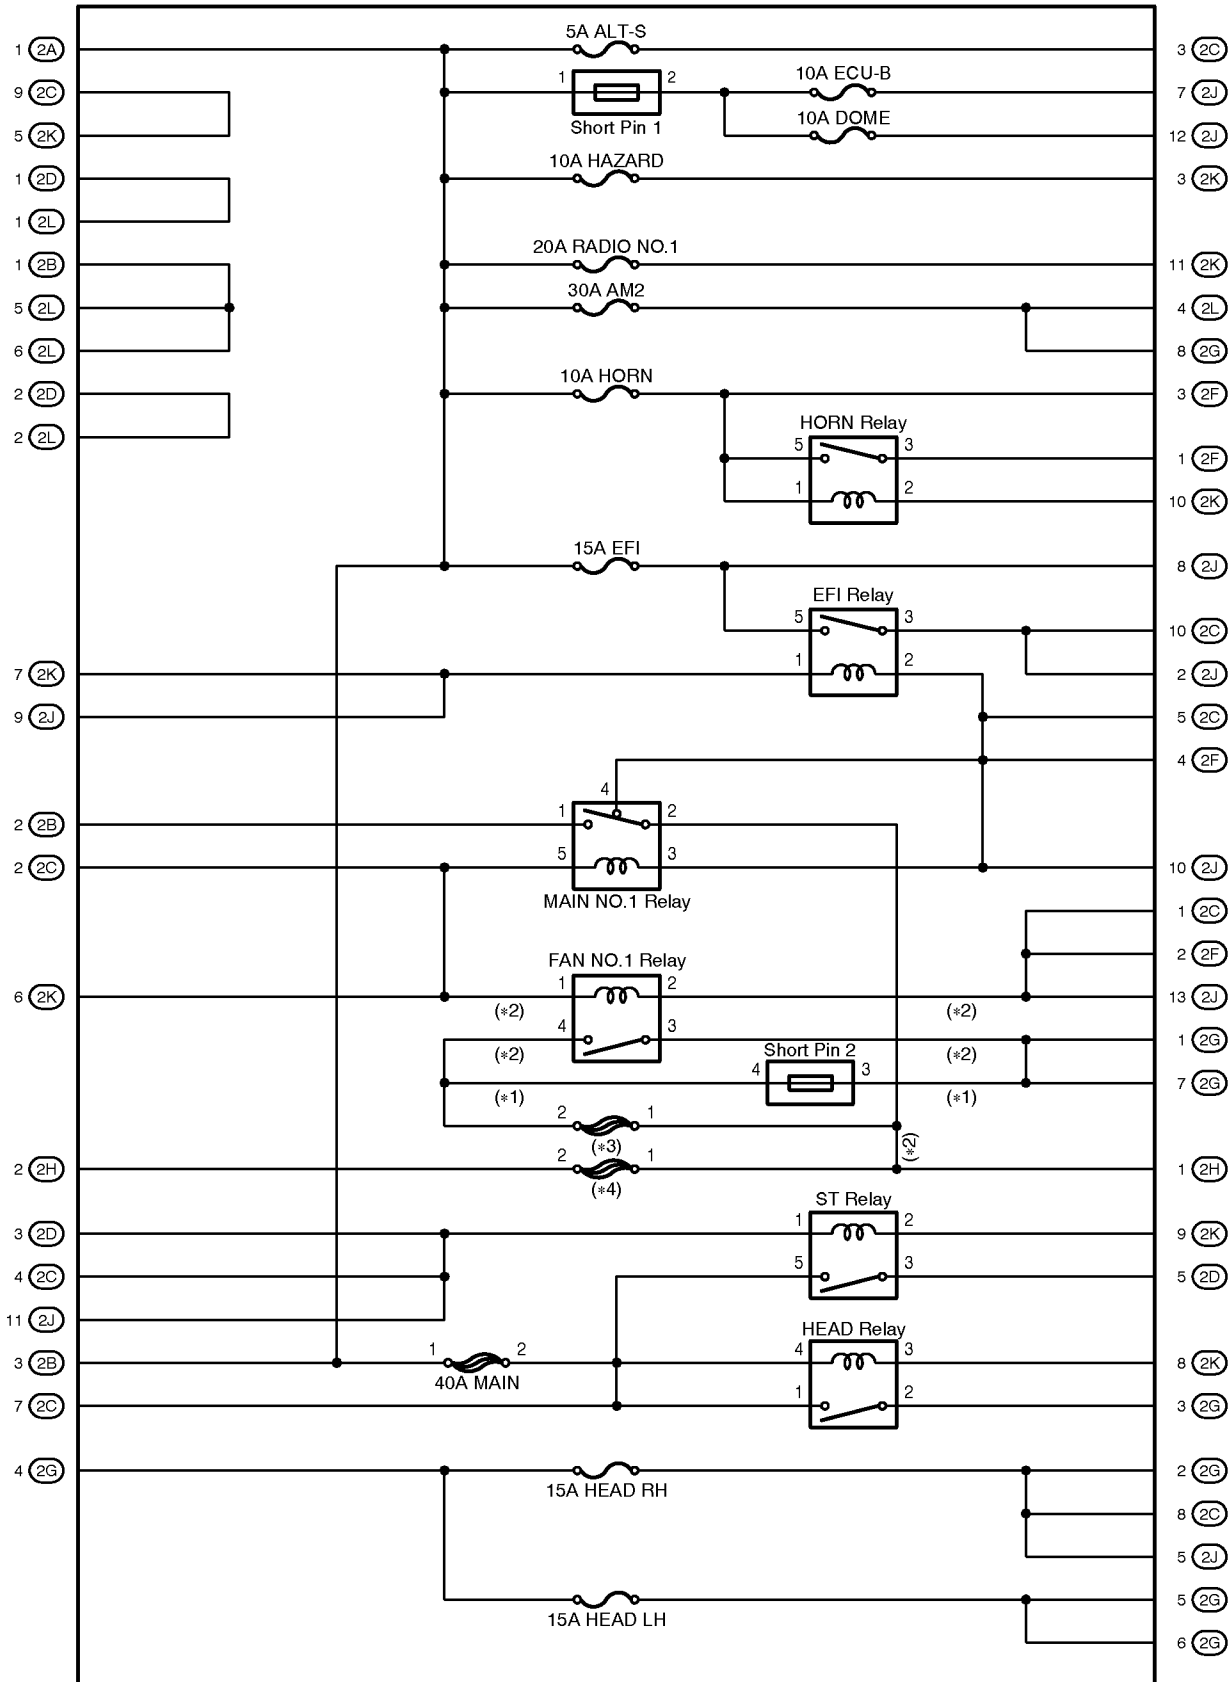 5A ALT-S
1 2A
3 2C
1 2
10A ECU-B
9 2C
7 2J
Short Pin 1
10A DOME
5 2K
12 2J
10A HAZARD
1 2D
3 2K
1 2L
20A RADIO NO.1
1 2B
11 2K
30A AM2
5 2L
4 2L
6 2L
8 2G
10A HORN
2 2D
3 2F
HORN Relay
2 2L
5 3
1 2F
1 2
10 2K
15A EFI
8 2J
EFI Relay
5 3
10 2C
7 2K
1 2
2 2J
9 2J
5 2C
4 2F
4
1 2
2 2B
5 3
2 2C
10 2J
MAIN NO.1 Relay
1 2C
FAN NO.1 Relay
2 2F
1 2
6 2K
13 2J
(*2) (*2)
4 3
1 2G
(*2) (*2)
Short Pin 2
4 3
7 2G
(*1) (*1)
2 1
(*3)
(*2)
2 2H
2 1
1 2H
(*4)
ST Relay
3 2D
1 2
9 2K
4 2C
5 3
5 2D
11 2J
HEAD Relay
3 2B
1 2
4 3
8 2K
40A MAIN
7 2C
1 2
3 2G
4 2G
2 2G
15A HEAD RH
8 2C
5 2J
5 2G
15A HEAD LH
6 2G